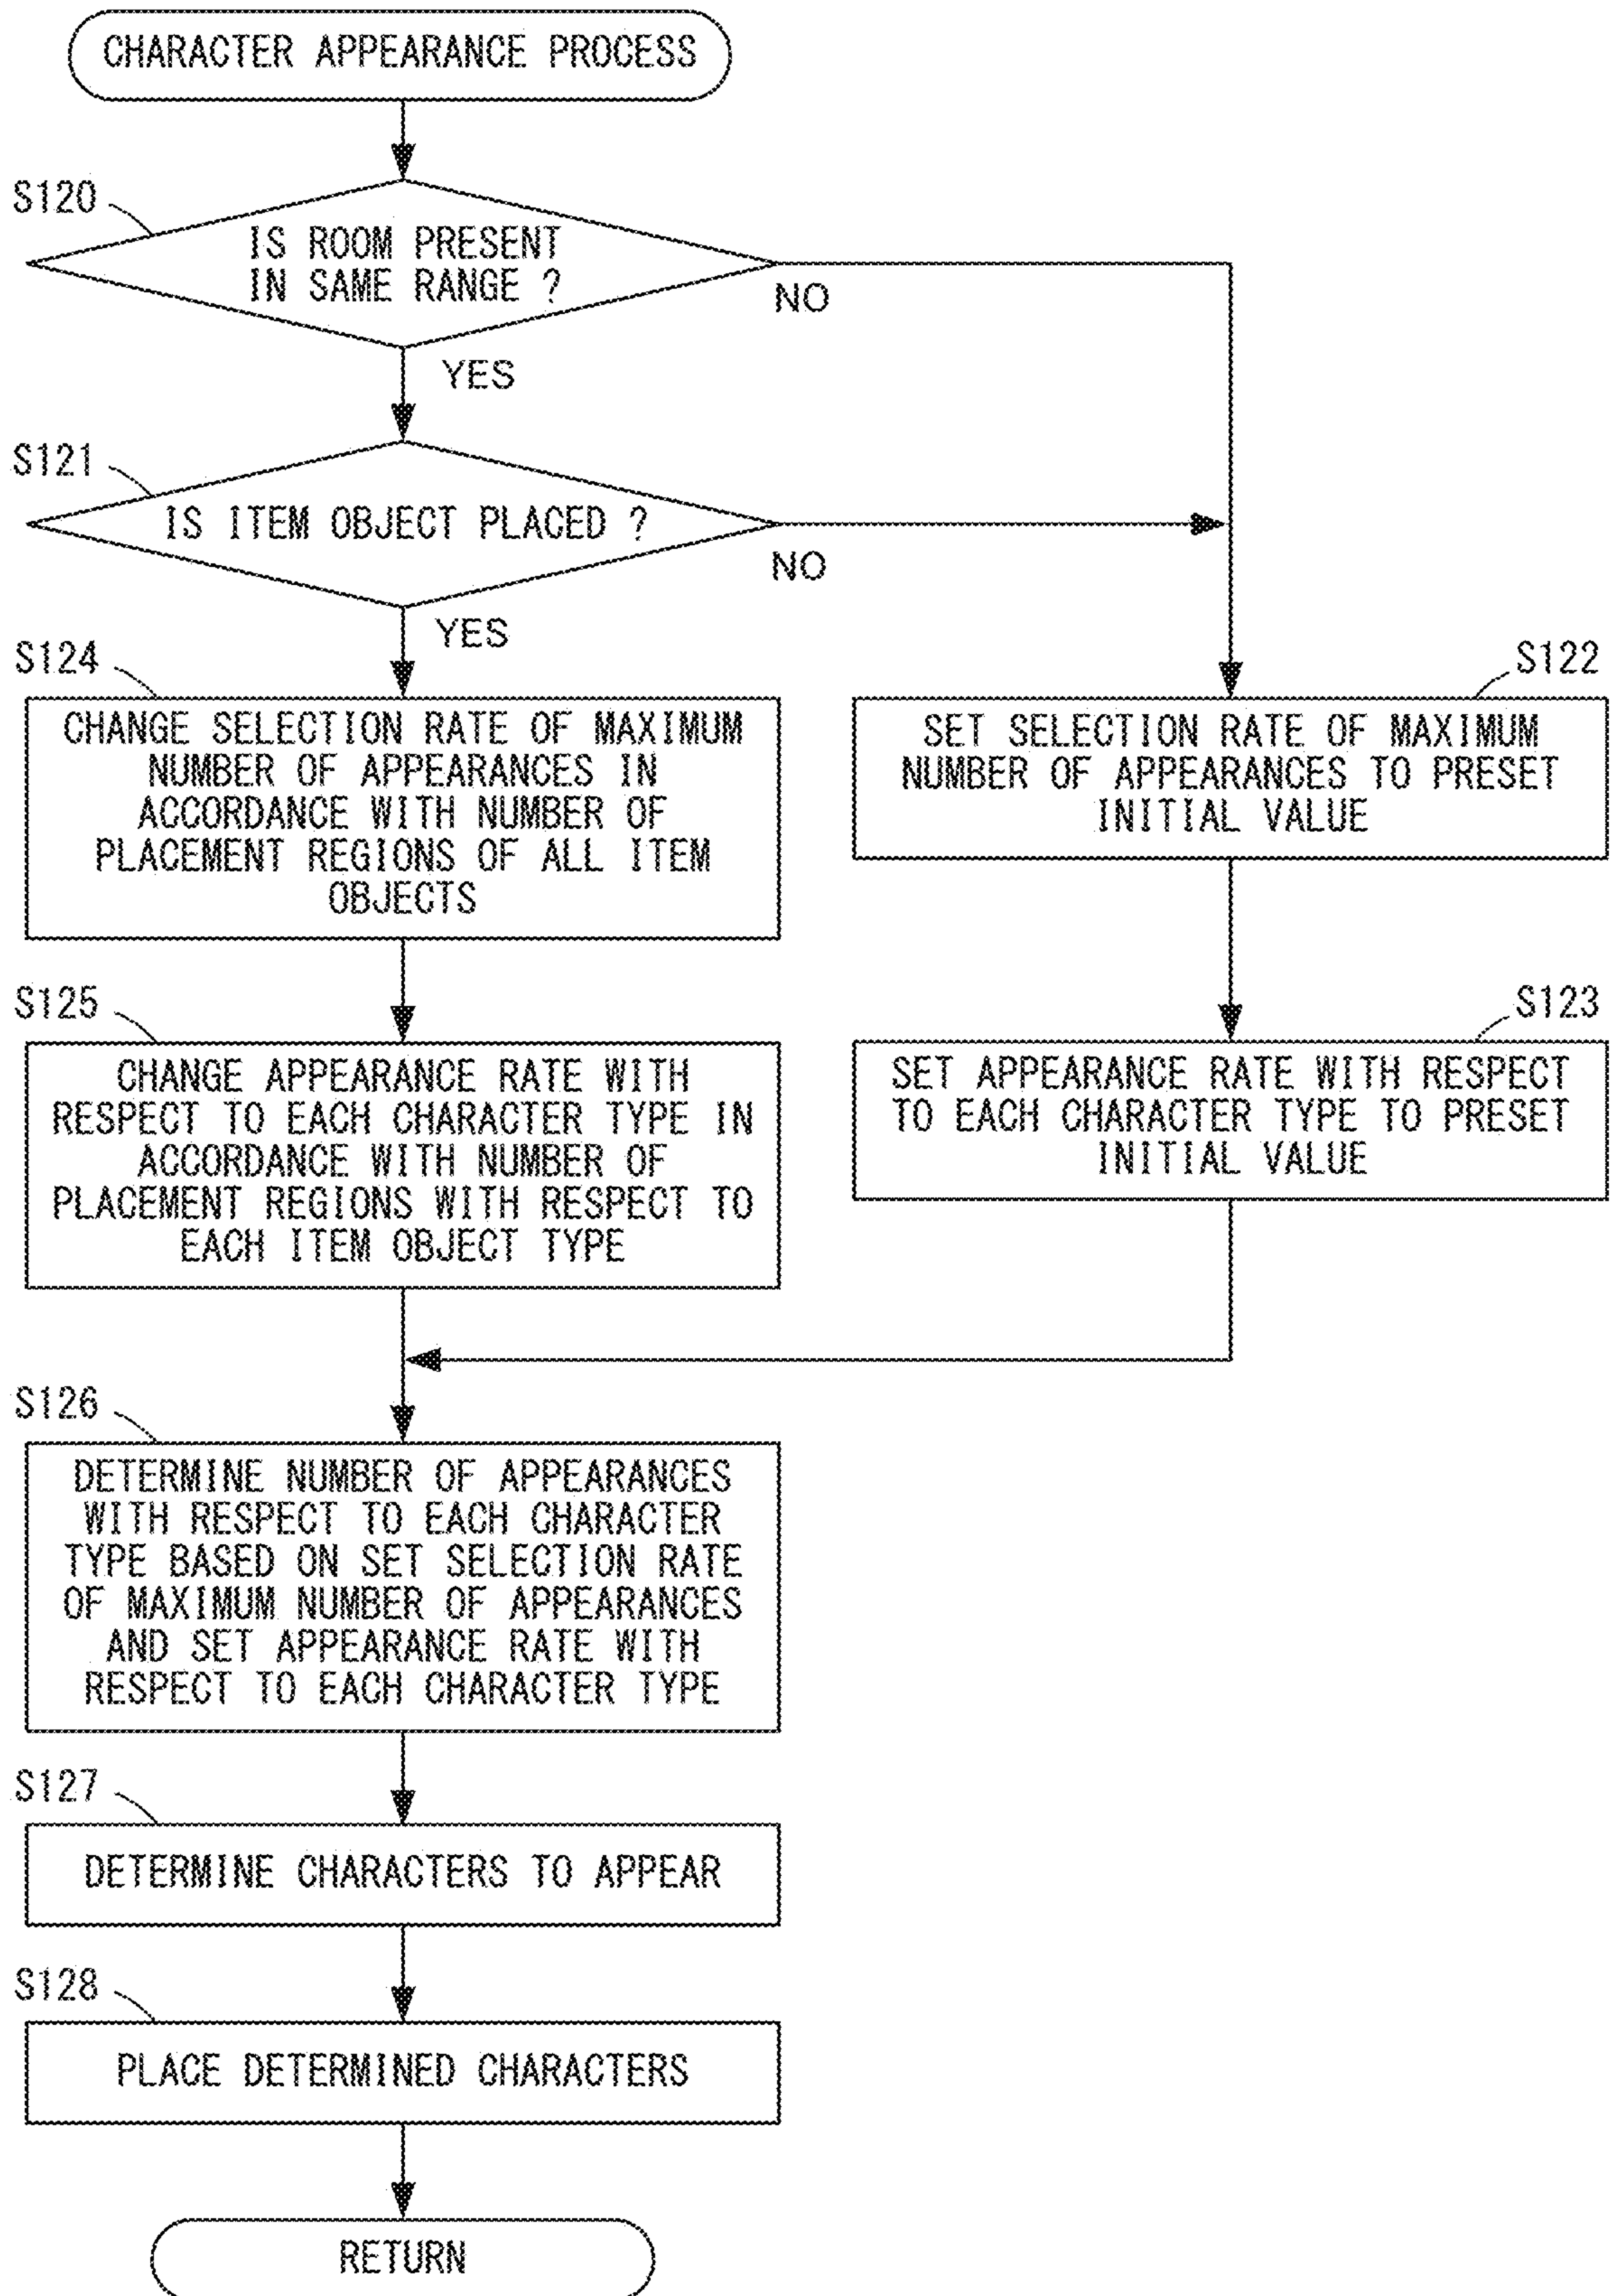 CHARACTER APPEARANCE PROCESS
S120
IS ROOM PRESENT
IN SAME RANGE ?
NO
YES
S121
IS ITEM OBJECT PLACED ?
NO
YES
S124
CHANGE SELECTION RATE OF MAXIMUM
NUMBER OF APPEARANCES IN
ACCORDANCE WITH NUMBER OF
PLACEMENT REGIONS OF ALL ITEM
OBJECTS
S122
SET SELECTION RATE OF MAXIMUM
NUMBER OF APPEARANCES TO PRESET
INITIAL VALUE
S125
CHANGE APPEARANCE RATE WITH
RESPECT TO EACH CHARACTER TYPE IN
ACCORDANCE WITH NUMBER OF
PLACEMENT REGIONS WITH RESPECT TO
EACH ITEM OBJECT TYPE
S123
SET APPEARANCE RATE WITH RESPECT
TO EACH CHARACTER TYPE TO PRESET
INITIAL VALUE
S126
DETERMINE NUMBER OF APPEARANCES
WITH RESPECT TO EACH CHARACTER
TYPE BASED ON SET SELECTION RATE
OF MAXIMUM NUMBER OF APPEARANCES
AND SET APPEARANCE RATE WITH
RESPECT TO EACH CHARACTER TYPE
S127
DETERMINE CHARACTERS TO APPEAR
S128
PLACE DETERMINED CHARACTERS
RETURN